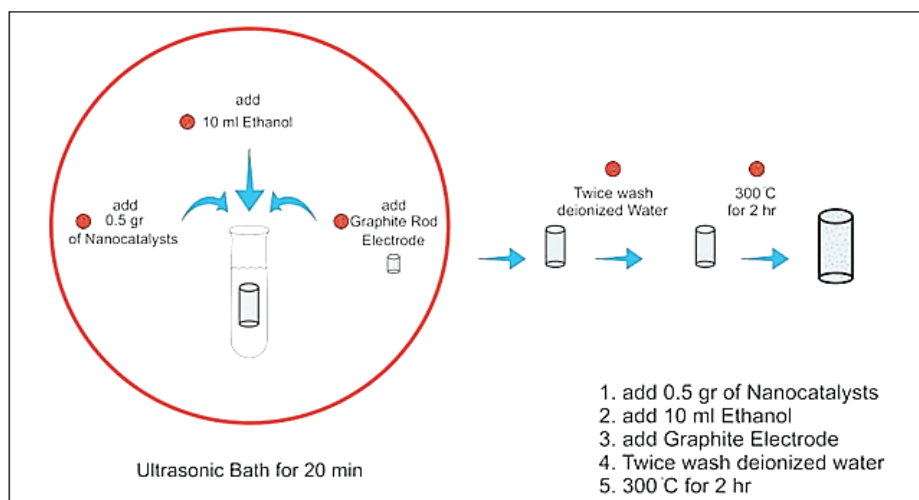 add
10 ml Ethanol
add
0.5 gr
of Nanocatalysts
add
Graphite Rod
Electrode
Twice wash
deionized Water
300°C
for 2 hr
Ultrasonic Bath for 20 min
1. add 0.5 gr of Nanocatalysts
2. add 10 ml Ethanol
3. add Graphite Electrode
4. Twice wash deionized water
5. 300°C for 2 hr